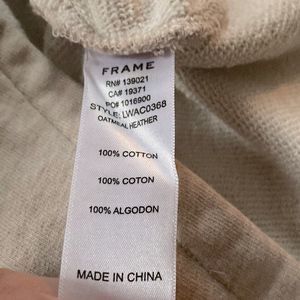 FRAME
RN# 139021
CA# 19371
PO# 1016900
STYLE: LWAC0368
OATMEAL HEATHER
100% COTTON
100% COTON
100% ALGODON
MADE IN CHINA